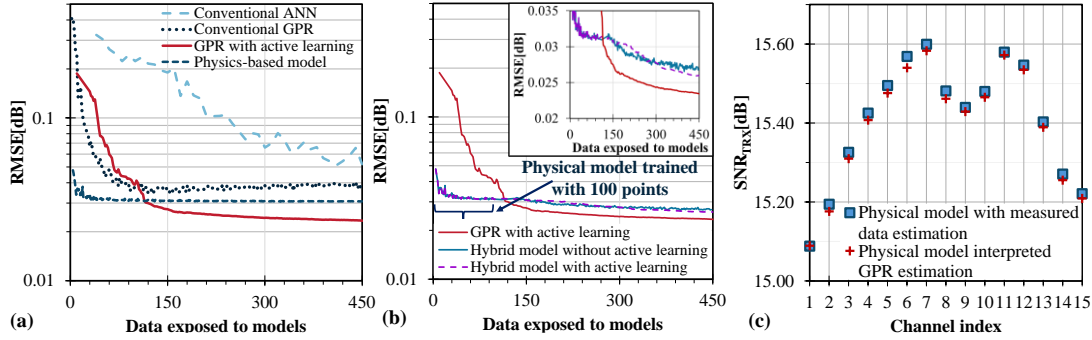 Conventional ANN
Conventional GPR
GPR with active learning
Physics-based model
RMSE[dB]
0.1
0.01
0 150 300 450
Data exposed to models
(a)
RMSE[dB]
0.1
0.01
0.035
0.03
0.025
0.02
RMSE[dB]
0 150 300 450
Data exposed to models
Physical model trained
with 100 points
GPR with active learning
Hybrid model without active learning
Hybrid model with active learning
0 150 300 450
Data exposed to models
(b)
SNRTRX[dB]
15.60
15.40
15.20
15.00
Physical model with measured
data estimation
Physical model interpreted
GPR estimation
1 2 3 4 5 6 7 8 9 10 11 12 13 14 15
Channel index
(c)